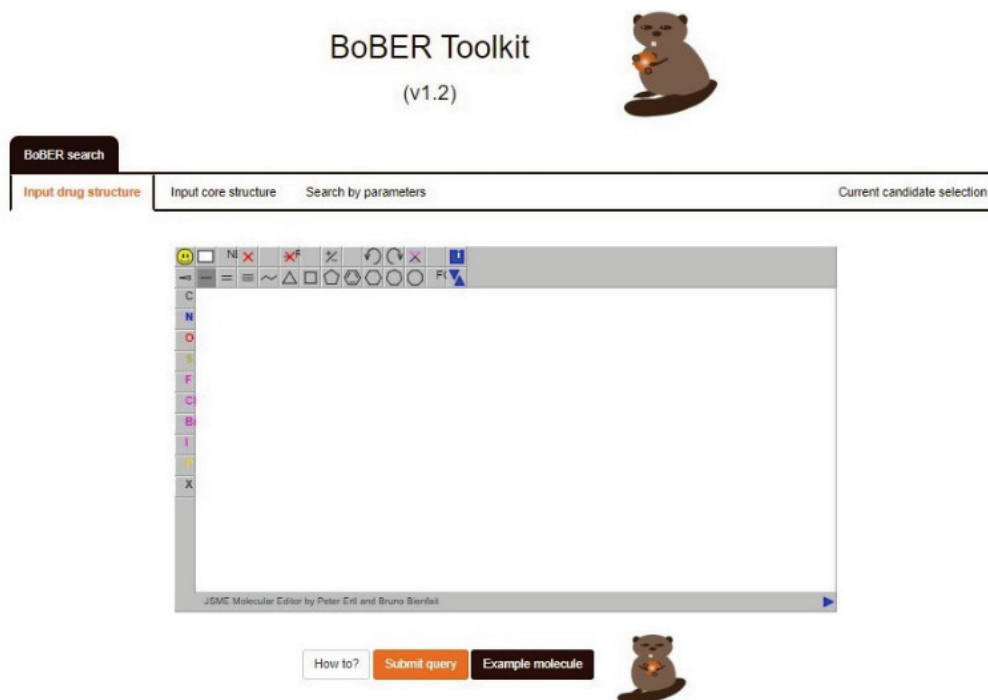 BoBER Toolkit
(v1.2)
BoBER search
Input drug structure Input core structure Search by parameters Current candidate selection
C
N
O
S
F
Cl
I
P
X
JSME Molecular Editor by Peter Ertl and Bruno Bienfait
How to? Submit query Example molecule